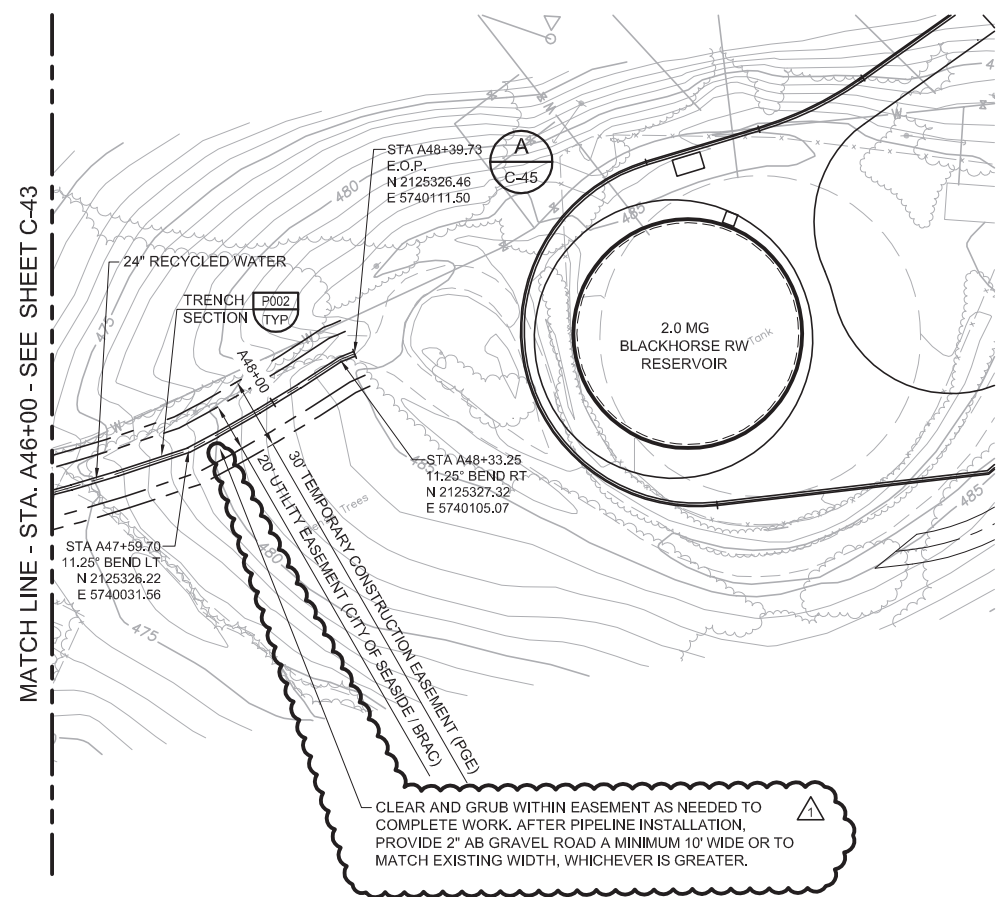 MATCH LINE - STA. A46+00 - SEE SHEET C-43
480
485
STA A48+39.73
E.O.P.
N 2125326.46
E 5740111.50
A
C-45
24" RECYCLED WATER
475
TRENCH
SECTION
P002
TYP
A48+00
W
W
W
2.0 MG
BLACKHORSE RW
RESERVOIR
Tank
STA A48+33.25
11.25° BEND RT
N 2125327.32
E 5740105.07
485
STA A47+59.70
11.25° BEND LT
N 2125326.22
E 5740031.56
Trees
480
475
20' UTILITY EASEMENT (CITY OF SEASIDE / BRAC)
30' TEMPORARY CONSTRUCTION EASEMENT (PGE)
CLEAR AND GRUB WITHIN EASEMENT AS NEEDED TO
COMPLETE WORK. AFTER PIPELINE INSTALLATION,
PROVIDE 2" AB GRAVEL ROAD A MINIMUM 10' WIDE OR TO
MATCH EXISTING WIDTH, WHICHEVER IS GREATER.
1